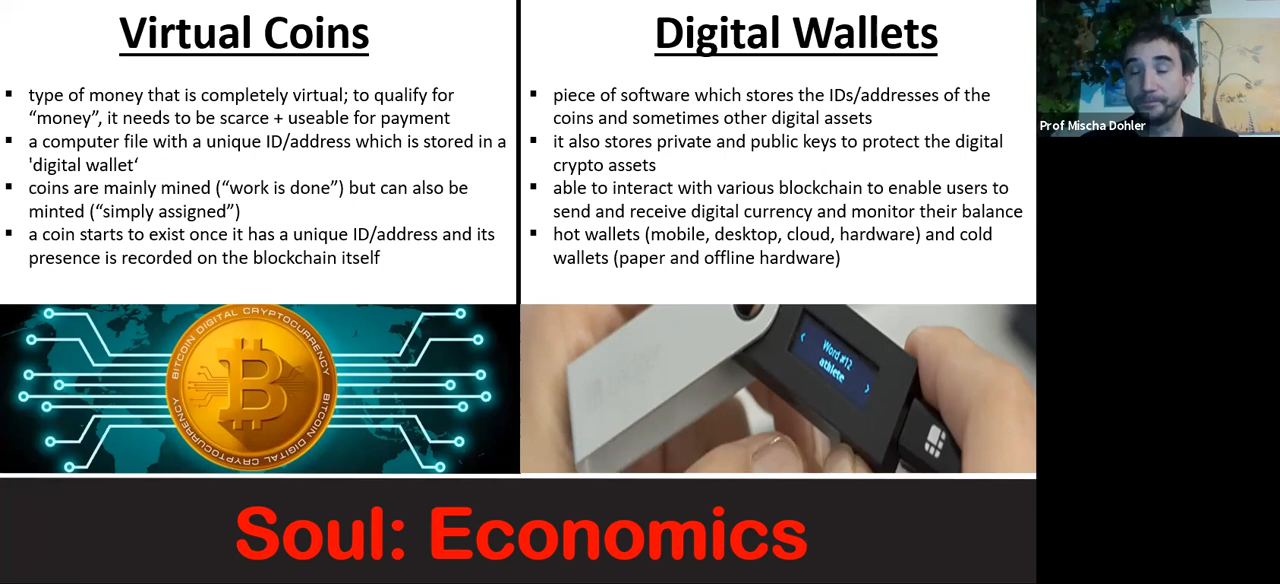 Virtual Coins
▪ type of money that is completely virtual; to qualify for
“money”, it needs to be scarce + useable for payment
▪ a computer file with a unique ID/address which is stored in a
'digital wallet‘
▪ coins are mainly mined (“work is done”) but can also be
minted (“simply assigned”)
▪ a coin starts to exist once it has a unique ID/address and its
presence is recorded on the blockchain itself
Digital Wallets
▪ piece of software which stores the IDs/addresses of the
coins and sometimes other digital assets
▪ it also stores private and public keys to protect the digital
crypto assets
▪ able to interact with various blockchain to enable users to
send and receive digital currency and monitor their balance
▪ hot wallets (mobile, desktop, cloud, hardware) and cold
wallets (paper and offline hardware)
Prof Mischa Dohler
BITCOIN DIGITAL CRYPTOCURRENCY
BITCOIN DIGITAL CRYPTOCURRENCY
B
Word #12
athlete
Soul: Economics